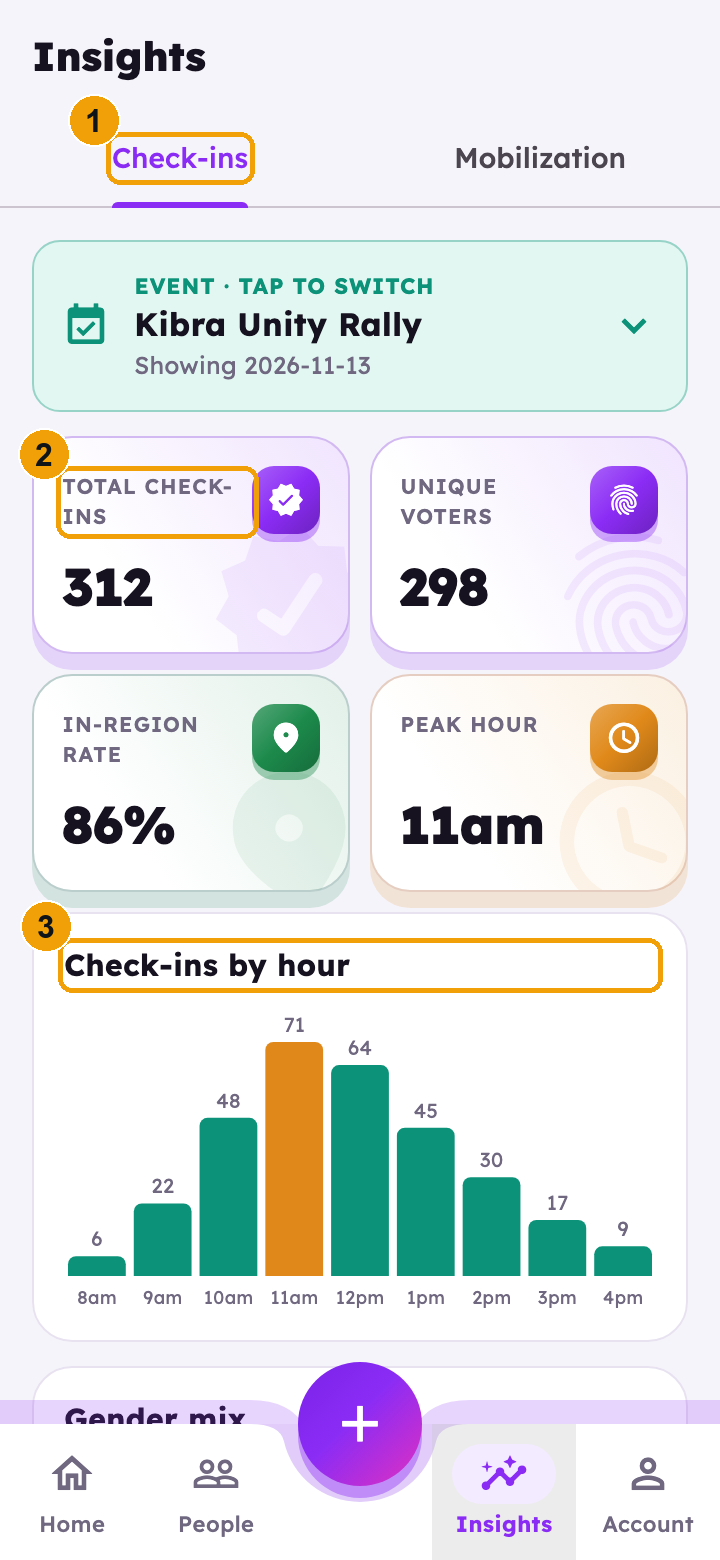 Insights
1
Check-ins
Mobilization
EVENT · TAP TO SWITCH
Kibra Unity Rally
Showing 2026-11-13
2
TOTAL CHECK-
INS
312
UNIQUE
VOTERS
298
IN-REGION
RATE
86%
PEAK HOUR
11am
3
Check-ins by hour
6 22 48 71 64 45 30 17 9
8am 9am 10am 11am 12pm 1pm 2pm 3pm 4pm
Gender mix
Home People Insights Account